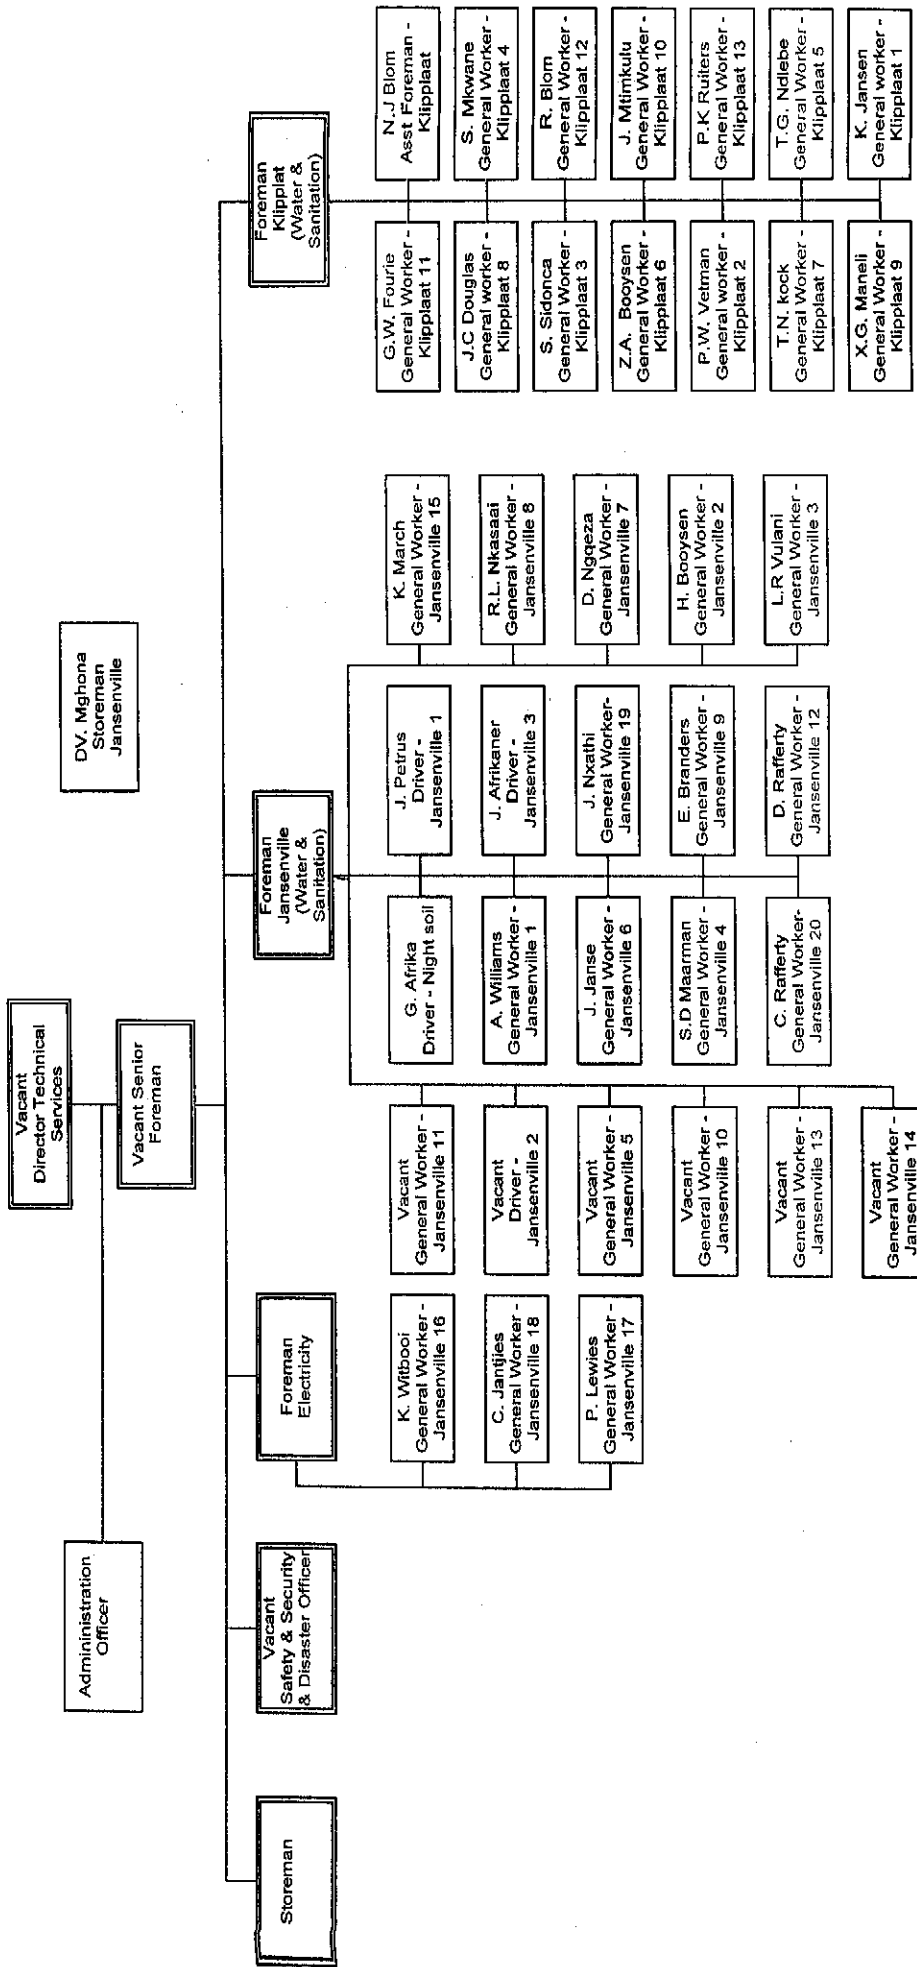 Vacant
Director Technical
Services
DV. Mghona
Storeman
Jansenville
Admininistration
Officer
Vacant Senior
Foreman
Storeman
Vacant
Safety & Security
& Disaster Officer
Foreman
Electricity
Foreman
Jansenville
(Water &
Sanitation)
Foreman
Klipplat
(Water &
Sanitation)
K. Witbooi
General Worker -
Jansenville 16
C. Jantjies
General Worker -
Jansenville 18
P. Lewies
General Worker -
Jansenville 17
Vacant
General Worker -
Jansenville 11
Vacant
Driver -
Jansenville 2
Vacant
General Worker -
Jansenville 5
Vacant
General Worker -
Jansenville 10
Vacant
General Worker -
Jansenville 13
Vacant
General Worker -
Jansenville 14
G. Afrika
Driver - Night soil
A. Williams
General Worker -
Jansenville 1
J. Janse
General Worker -
Jansenville 6
S.D Maarman
General Worker -
Jansenville 4
C. Rafferty
General Worker-
Jansenville 20
J. Petrus
Driver -
Jansenville 1
J. Afrikaner
Driver -
Jansenville 3
J. Nxathi
General Worker-
Jansenville 19
E. Branders
General Worker -
Jansenville 9
D. Rafferty
General Worker -
Jansenville 12
K. March
General Worker -
Jansenville 15
R.L. Nkasaai
General Worker -
Jansenville 8
D. Ngqeza
General Worker -
Jansenville 7
H. Booysen
General Worker -
Jansenville 2
L.R Vulani
General Worker -
Jansenville 3
G.W. Fourie
General Worker -
Klipplaat 11
J.C Douglas
General worker -
Klipplaat 8
S. Sidonca
General Worker -
Klipplaat 3
Z.A. Booysen
General Worker -
Klipplaat 6
P.W. Vetman
General worker -
Klipplaat 2
T.N. kock
General Worker -
Klipplaat 7
X.G. Maneli
General Worker -
Klipplaat 9
N.J Blom
Asst Foreman -
Klipplaat
S. Mkwane
General Worker -
Klipplaat 4
R. Blom
General Worker -
Klipplaat 12
J. Mtimkulu
General Worker -
Klipplaat 10
P.K Ruiters
General Worker -
Klipplaat 13
T.G. Ndlebe
General Worker -
Klipplaat 5
K. Jansen
General worker -
Klipplaat 1